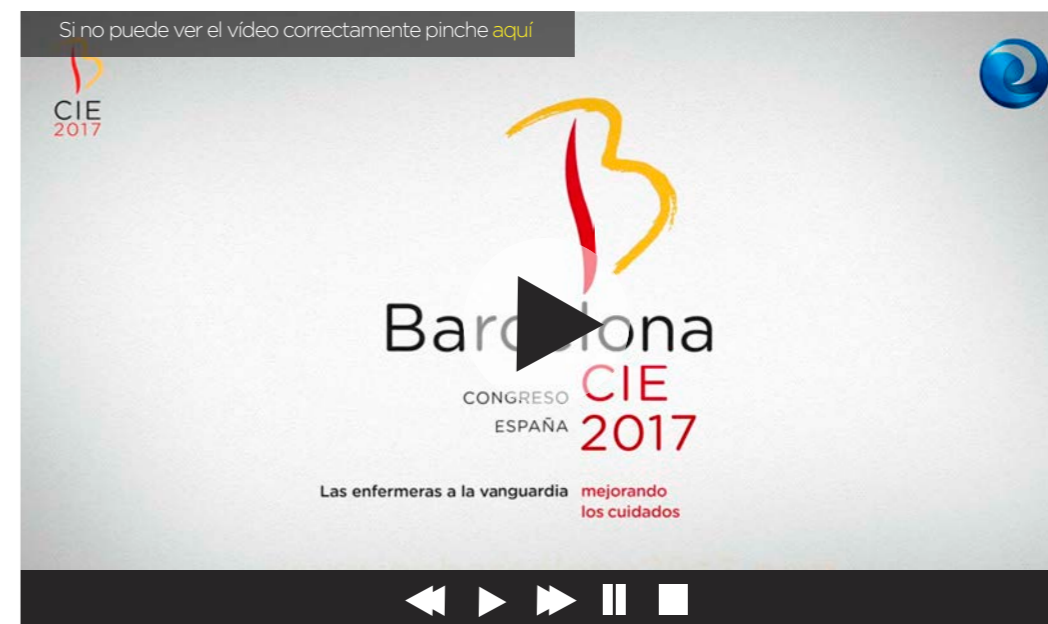 Si no puede ver el vídeo correctamente pinche aquí
CIE
2017
Barcelona
CONGRESO CIE
ESPAÑA 2017
Las enfermeras a la vanguardia mejorando
los cuidados